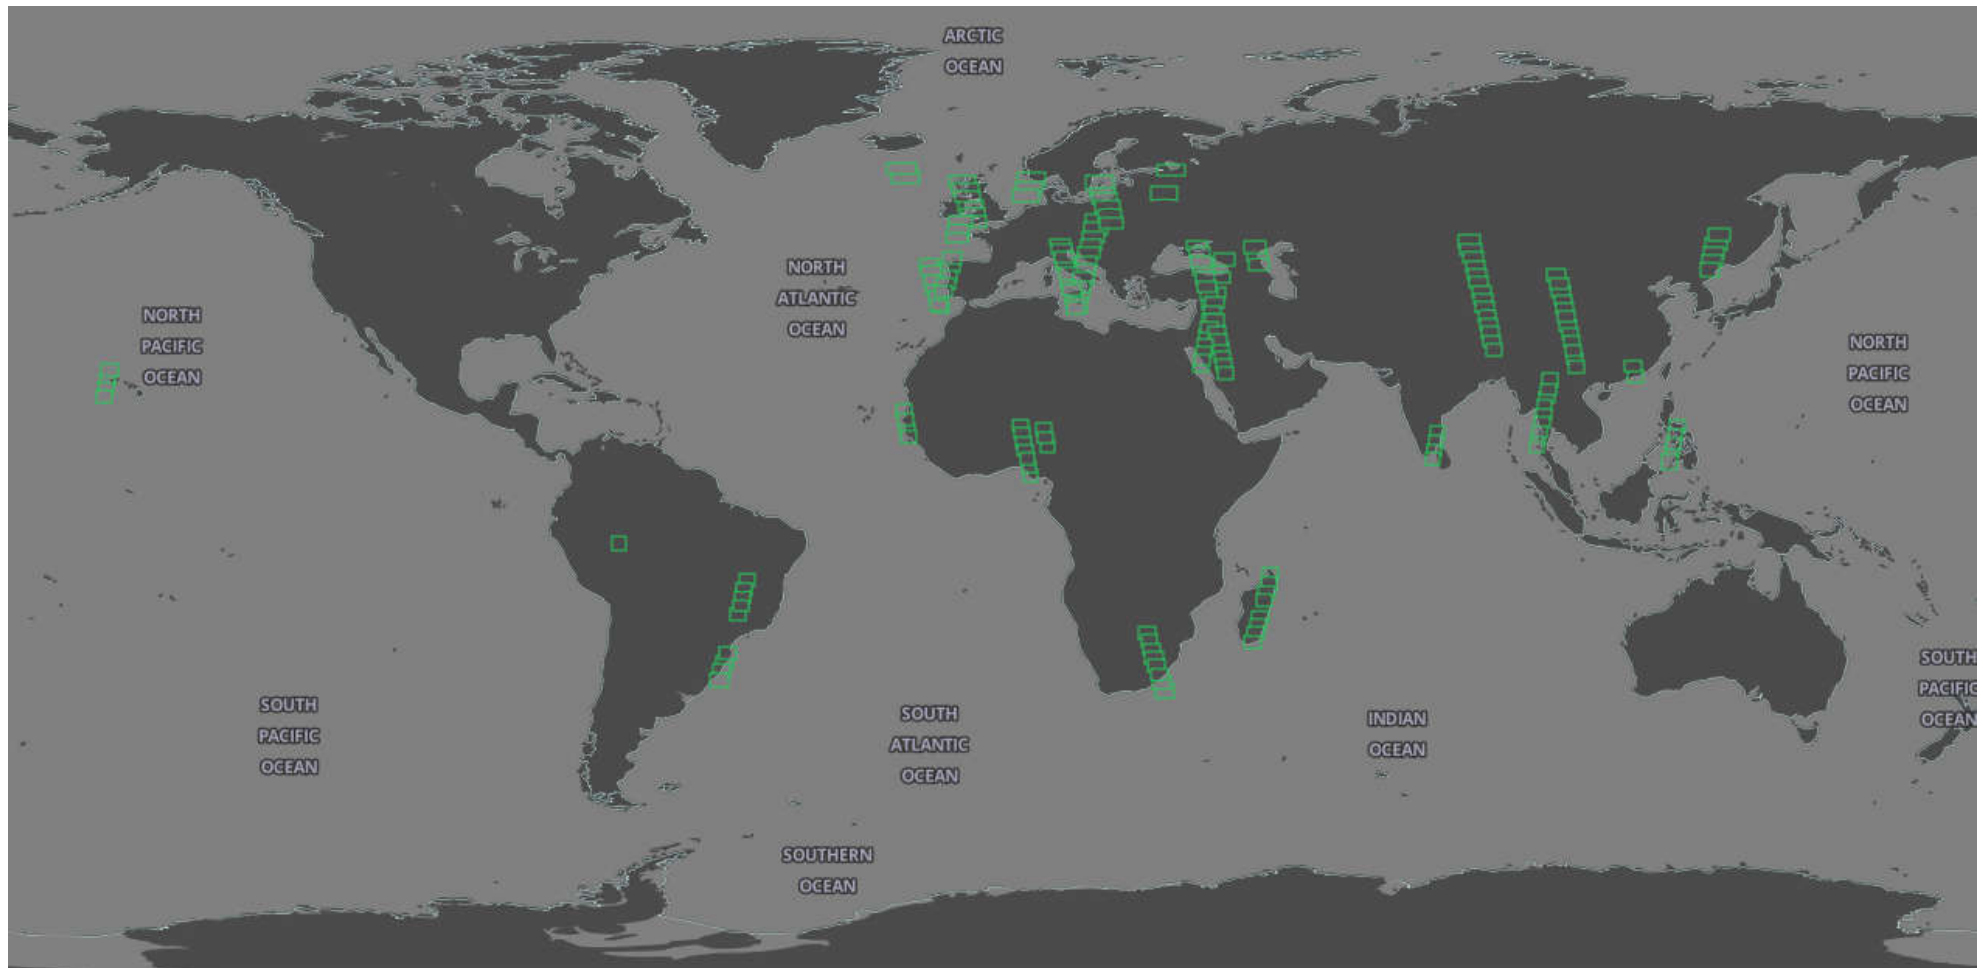 ARCTIC
OCEAN
NORTH
ATLANTIC
OCEAN
NORTH
PACIFIC
OCEAN
NORTH
PACIFIC
OCEAN
SOUTH
PACIFIC
OCEAN
SOUTH
PACIFIC
OCEAN
SOUTH
ATLANTIC
OCEAN
INDIAN
OCEAN
SOUTHERN
OCEAN